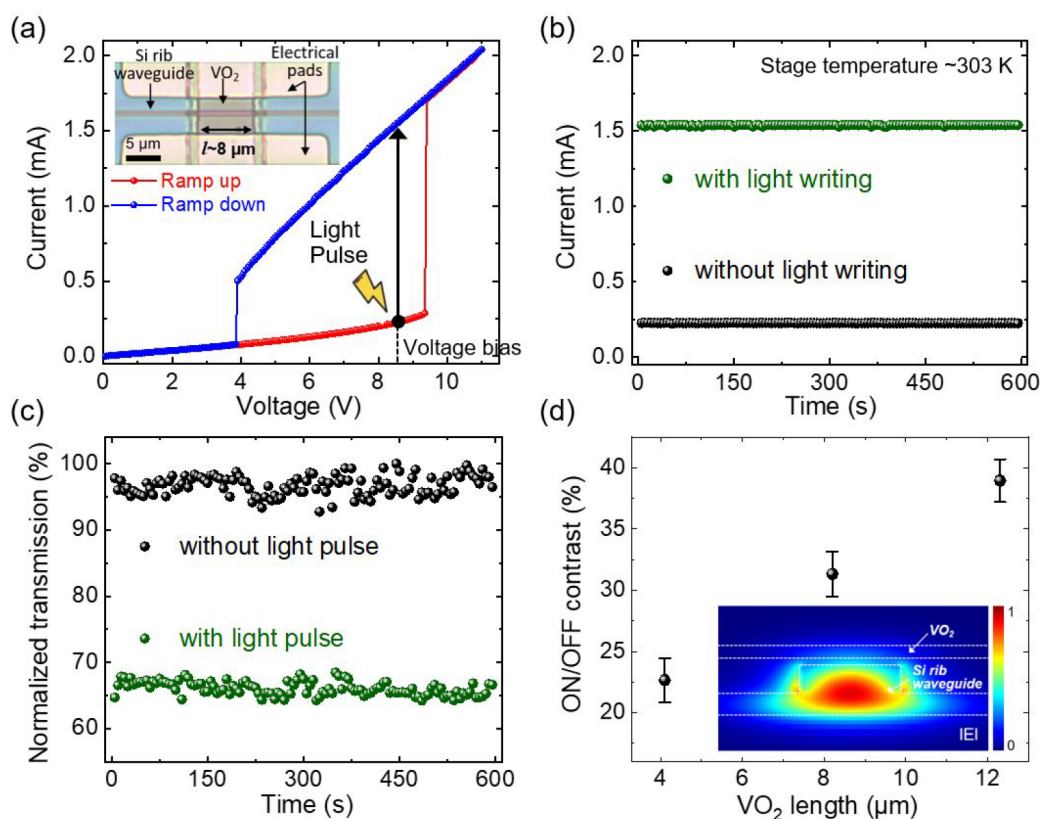 (a)
Current (mA)
2.0
1.5
1.0
0.5
0.0
Si rib
waveguide
VO₂
Electrical
pads
5 µm
l~8 µm
Ramp up
Ramp down
Light
Pulse
Voltage bias
0 2 4 6 8 10
Voltage (V)
(b)
Current (mA)
2.0
1.5
1.0
0.5
0.0
Stage temperature ~303 K
with light writing
without light writing
0 150 300 450 600
Time (s)
(c)
Normalized transmission (%)
100
90
80
70
60
without light pulse
with light pulse
0 150 300 450 600
Time (s)
(d)
ON/OFF contrast (%)
40
35
30
25
20
VO₂
Si rib
waveguide
|E|
1
0
4 6 8 10 12
VO₂ length (µm)